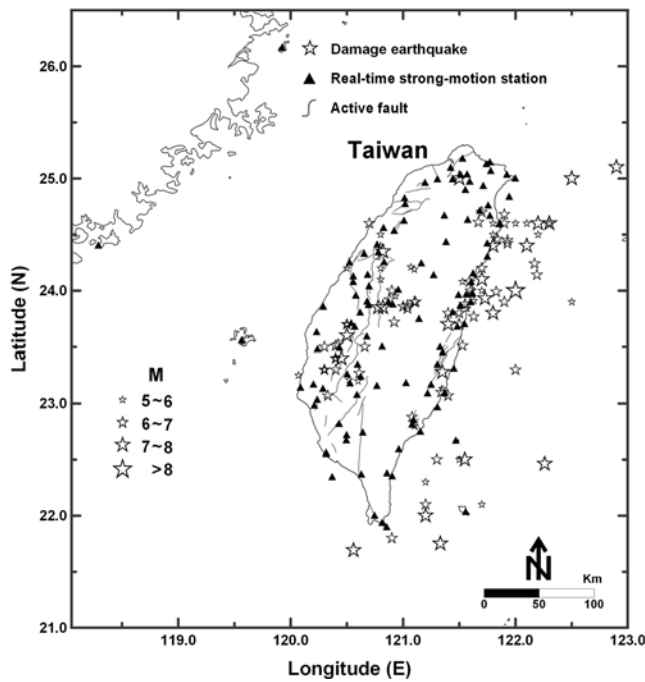 26.0
25.0
24.0
23.0
22.0
21.0
Latitude (N)
Damage earthquake
Real-time strong-motion station
Active fault
Taiwan
M
5~6
6~7
7~8
>8
N
Km
0 50 100
119.0 120.0 121.0 122.0 123.0
Longitude (E)